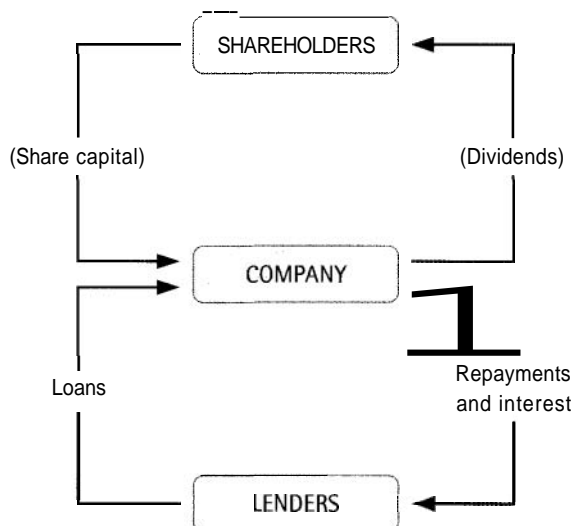 SHAREHOLDERS
(Share capital)
(Dividends)
COMPANY
Loans
Repayments
and interest
LENDERS